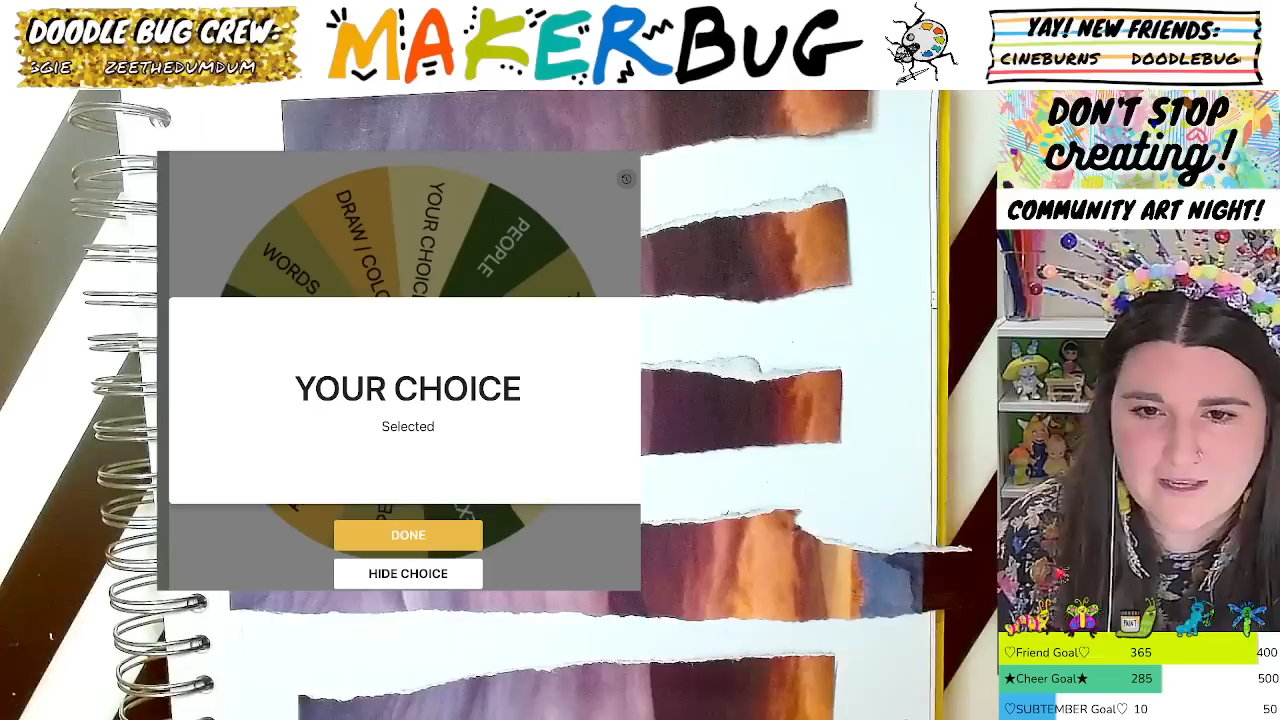 DOODLE BUG CREW:
3GIE ZEETHEDUMDUM
MAKERBUG
YAY! NEW FRIENDS:
CINEBURNS DOODLEBUG
DON'T STOP
creating!
COMMUNITY ART NIGHT!
WORDS
DRAW / COLO
YOUR CHOIC
PEOPLE
YOUR CHOICE
Selected
DONE
HIDE CHOICE
PAINT
♡Friend Goal♡ 365 400
★Cheer Goal★ 285 500
♡SUBTEMBER Goal♡ 10 50